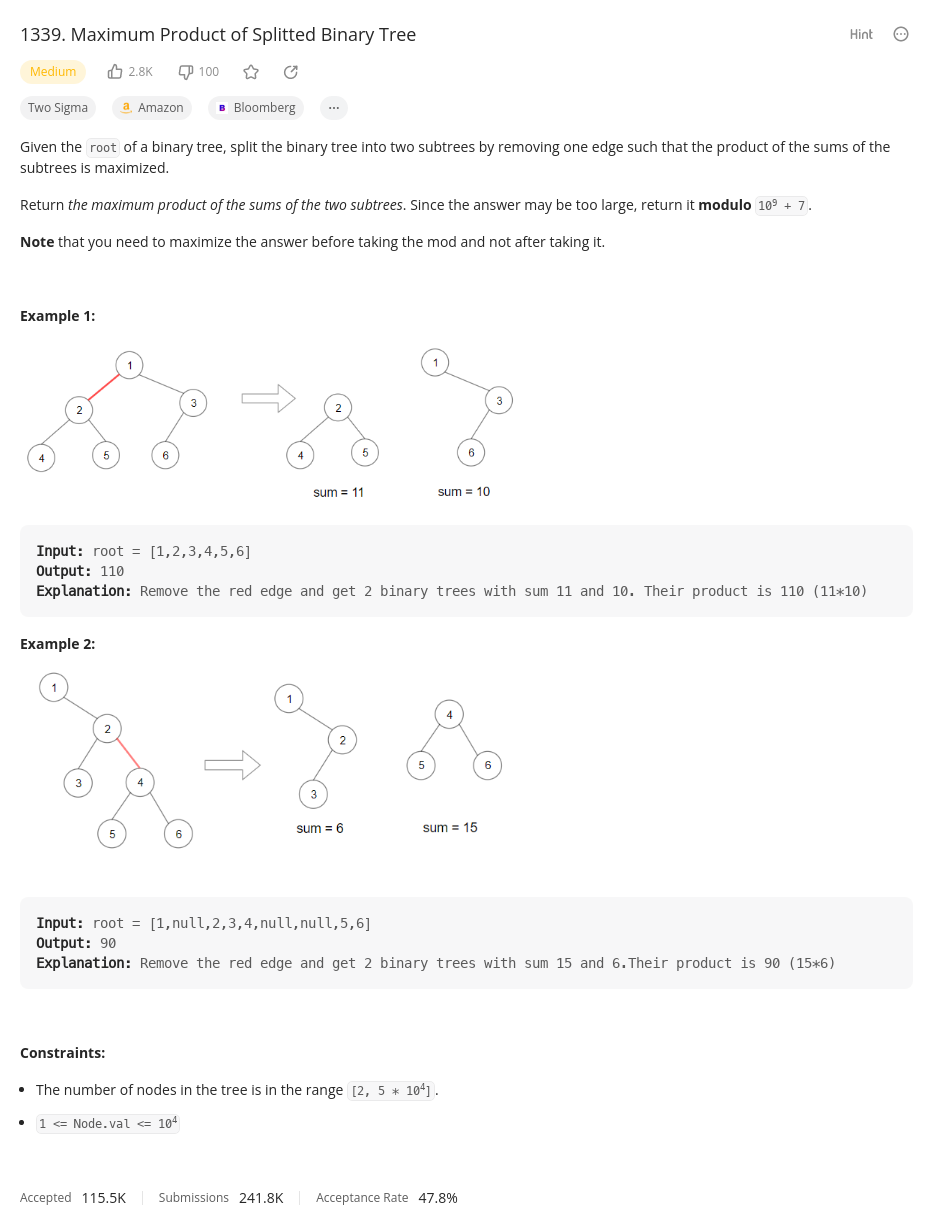 1339. Maximum Product of Splitted Binary Tree
Hint
Medium 2.8K 100
Two Sigma Amazon Bloomberg ...
Given the root of a binary tree, split the binary tree into two subtrees by removing one edge such that the product of the sums of the
subtrees is maximized.
Return the maximum product of the sums of the two subtrees. Since the answer may be too large, return it modulo 10⁹ + 7.
Note that you need to maximize the answer before taking the mod and not after taking it.
Example 1:
1
2 3
4 5 6
2
4 5
sum = 11
1
3
6
sum = 10
Input: root = [1,2,3,4,5,6]
Output: 110
Explanation: Remove the red edge and get 2 binary trees with sum 11 and 10. Their product is 110 (11*10)
Example 2:
1
2
3 4
5 6
1
2
3
sum = 6
4
5 6
sum = 15
Input: root = [1,null,2,3,4,null,null,5,6]
Output: 90
Explanation: Remove the red edge and get 2 binary trees with sum 15 and 6.Their product is 90 (15*6)
Constraints:
• The number of nodes in the tree is in the range [2, 5 * 10⁴].
• 1 <= Node.val <= 10⁴
Accepted 115.5K Submissions 241.8K Acceptance Rate 47.8%